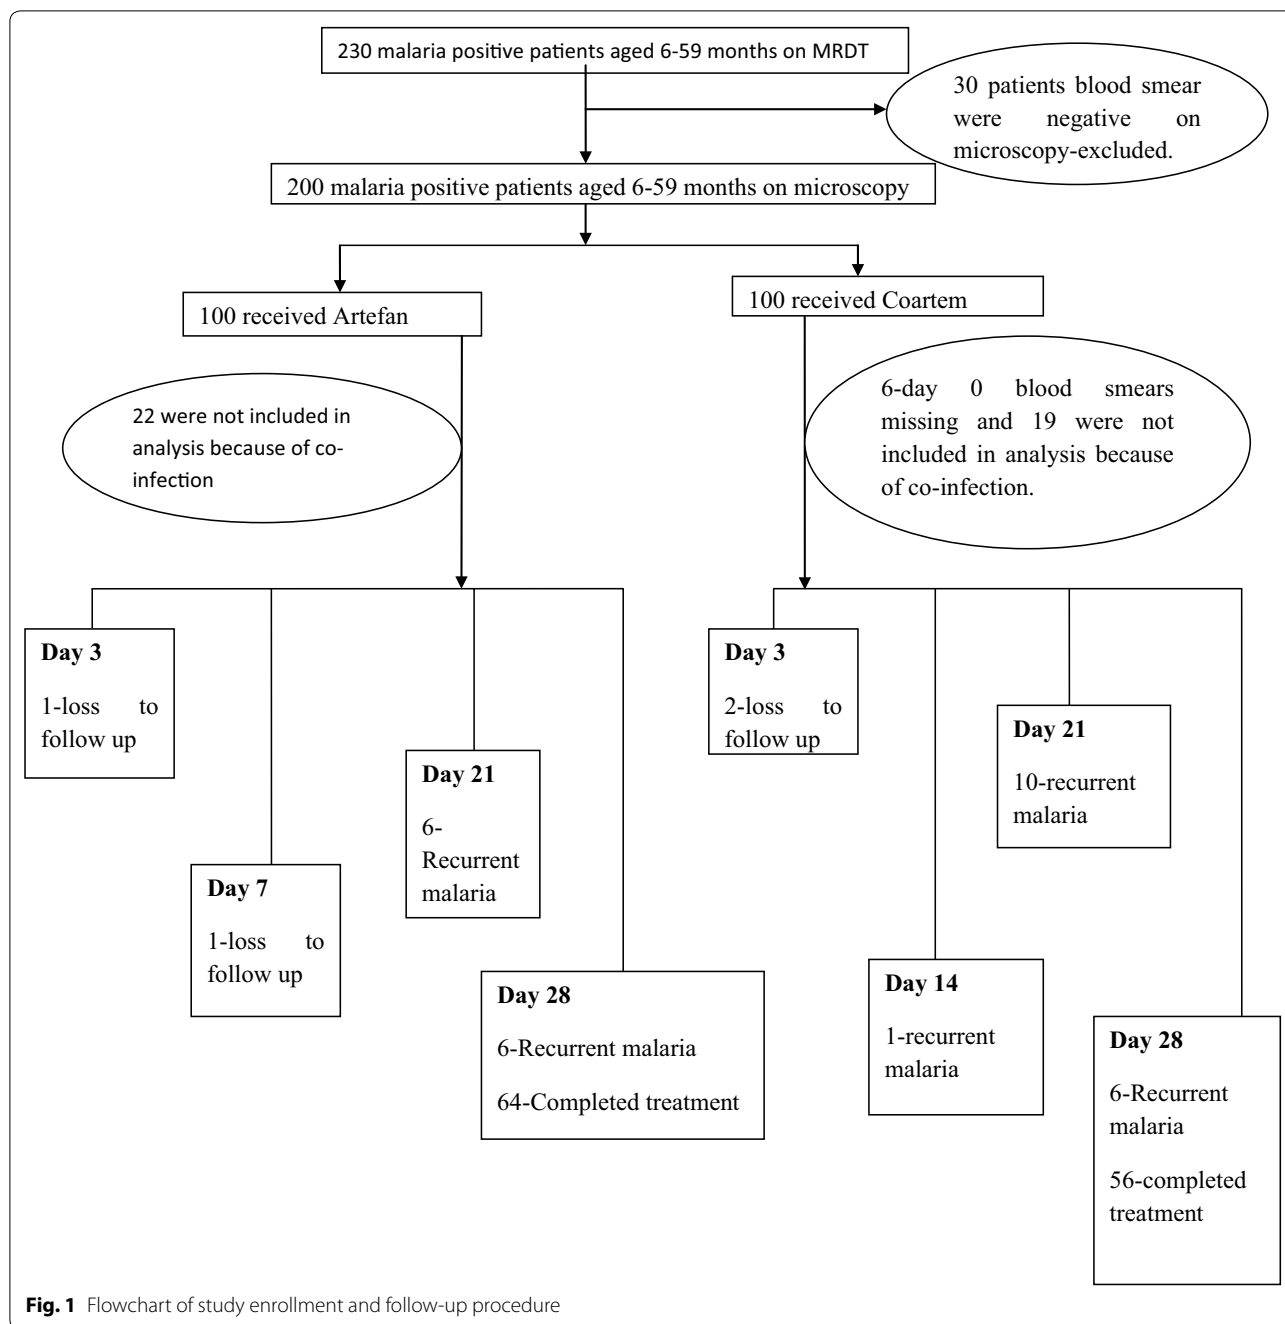 230 malaria positive patients aged 6-59 months on MRDT
30 patients blood smear
were negative on
microscopy-excluded.
200 malaria positive patients aged 6-59 months on microscopy
100 received Artefan
100 received Coartem
22 were not included in
analysis because of co-
infection
6-day 0 blood smears
missing and 19 were not
included in analysis because
of co-infection.
Day 3
1-loss to
follow up
Day 7
1-loss to
follow up
Day 21
6-
Recurrent
malaria
Day 28
6-Recurrent malaria
64-Completed treatment
Day 3
2-loss to
follow up
Day 14
1-recurrent
malaria
Day 21
10-recurrent
malaria
Day 28
6-Recurrent
malaria
56-completed
treatment
Fig. 1 Flowchart of study enrollment and follow-up procedure